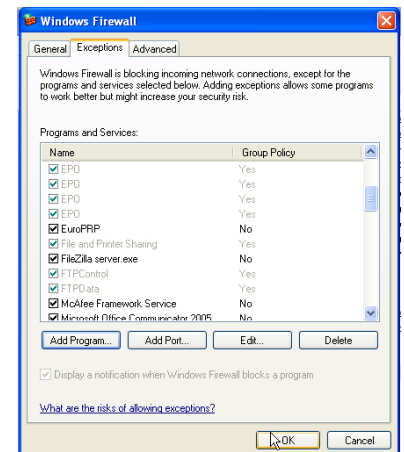 Windows Firewall
General Exceptions Advanced
Windows Firewall is blocking incoming network connections, except for the
programs and services selected below. Adding exceptions allows some programs
to work better but might increase your security risk.
Programs and Services:
Name Group Policy
EPO Yes
EPO Yes
EPO Yes
EPO Yes
EuroPRP No
File and Printer Sharing Yes
FileZilla server.exe No
FTPControl Yes
FTPData Yes
McAfee Framework Service No
Microsoft Office Communicator 2005 No
Add Program... Add Port... Edit... Delete
Display a notification when Windows Firewall blocks a program
What are the risks of allowing exceptions?
OK Cancel